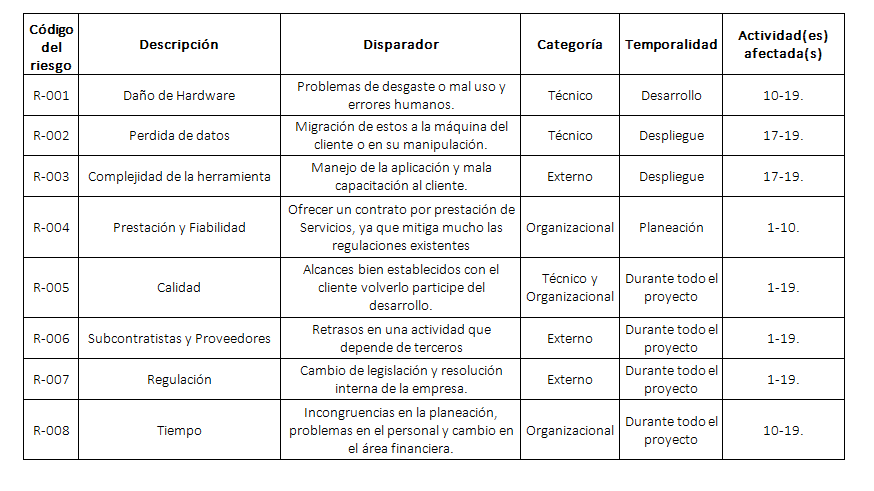 Código del riesgo
Descripción
Disparador
Categoría
Temporalidad
Actividad(es) afectada(s)
R-001
Daño de Hardware
Problemas de desgaste o mal uso y
errores humanos.
Técnico
Desarrollo
10-19.
R-002
Perdida de datos
Migración de estos a la máquina del
cliente o en su manipulación.
Técnico
Despliegue
17-19.
R-003
Complejidad de la herramienta
Manejo de la aplicación y mala
capacitación al cliente.
Externo
Despliegue
17-19.
R-004
Prestación y Fiabilidad
Ofrecer un contrato por prestación de
Servicios, ya que mitiga mucho las
regulaciones existentes
Organizacional
Planeación
1-10.
R-005
Calidad
Alcances bien establecidos con el
cliente volverlo participe del
desarrollo.
Técnico y
Organizacional
Durante todo el
proyecto
1-19.
R-006
Subcontratistas y Proveedores
Retrasos en una actividad que
depende de terceros
Externo
Durante todo el
proyecto
1-19.
R-007
Regulación
Cambio de legislación y resolución
interna de la empresa.
Externo
Durante todo el
proyecto
1-19.
R-008
Tiempo
Incongruencias en la planeación,
problemas en el personal y cambio en
el área financiera.
Organizacional
Durante todo el
proyecto
10-19.